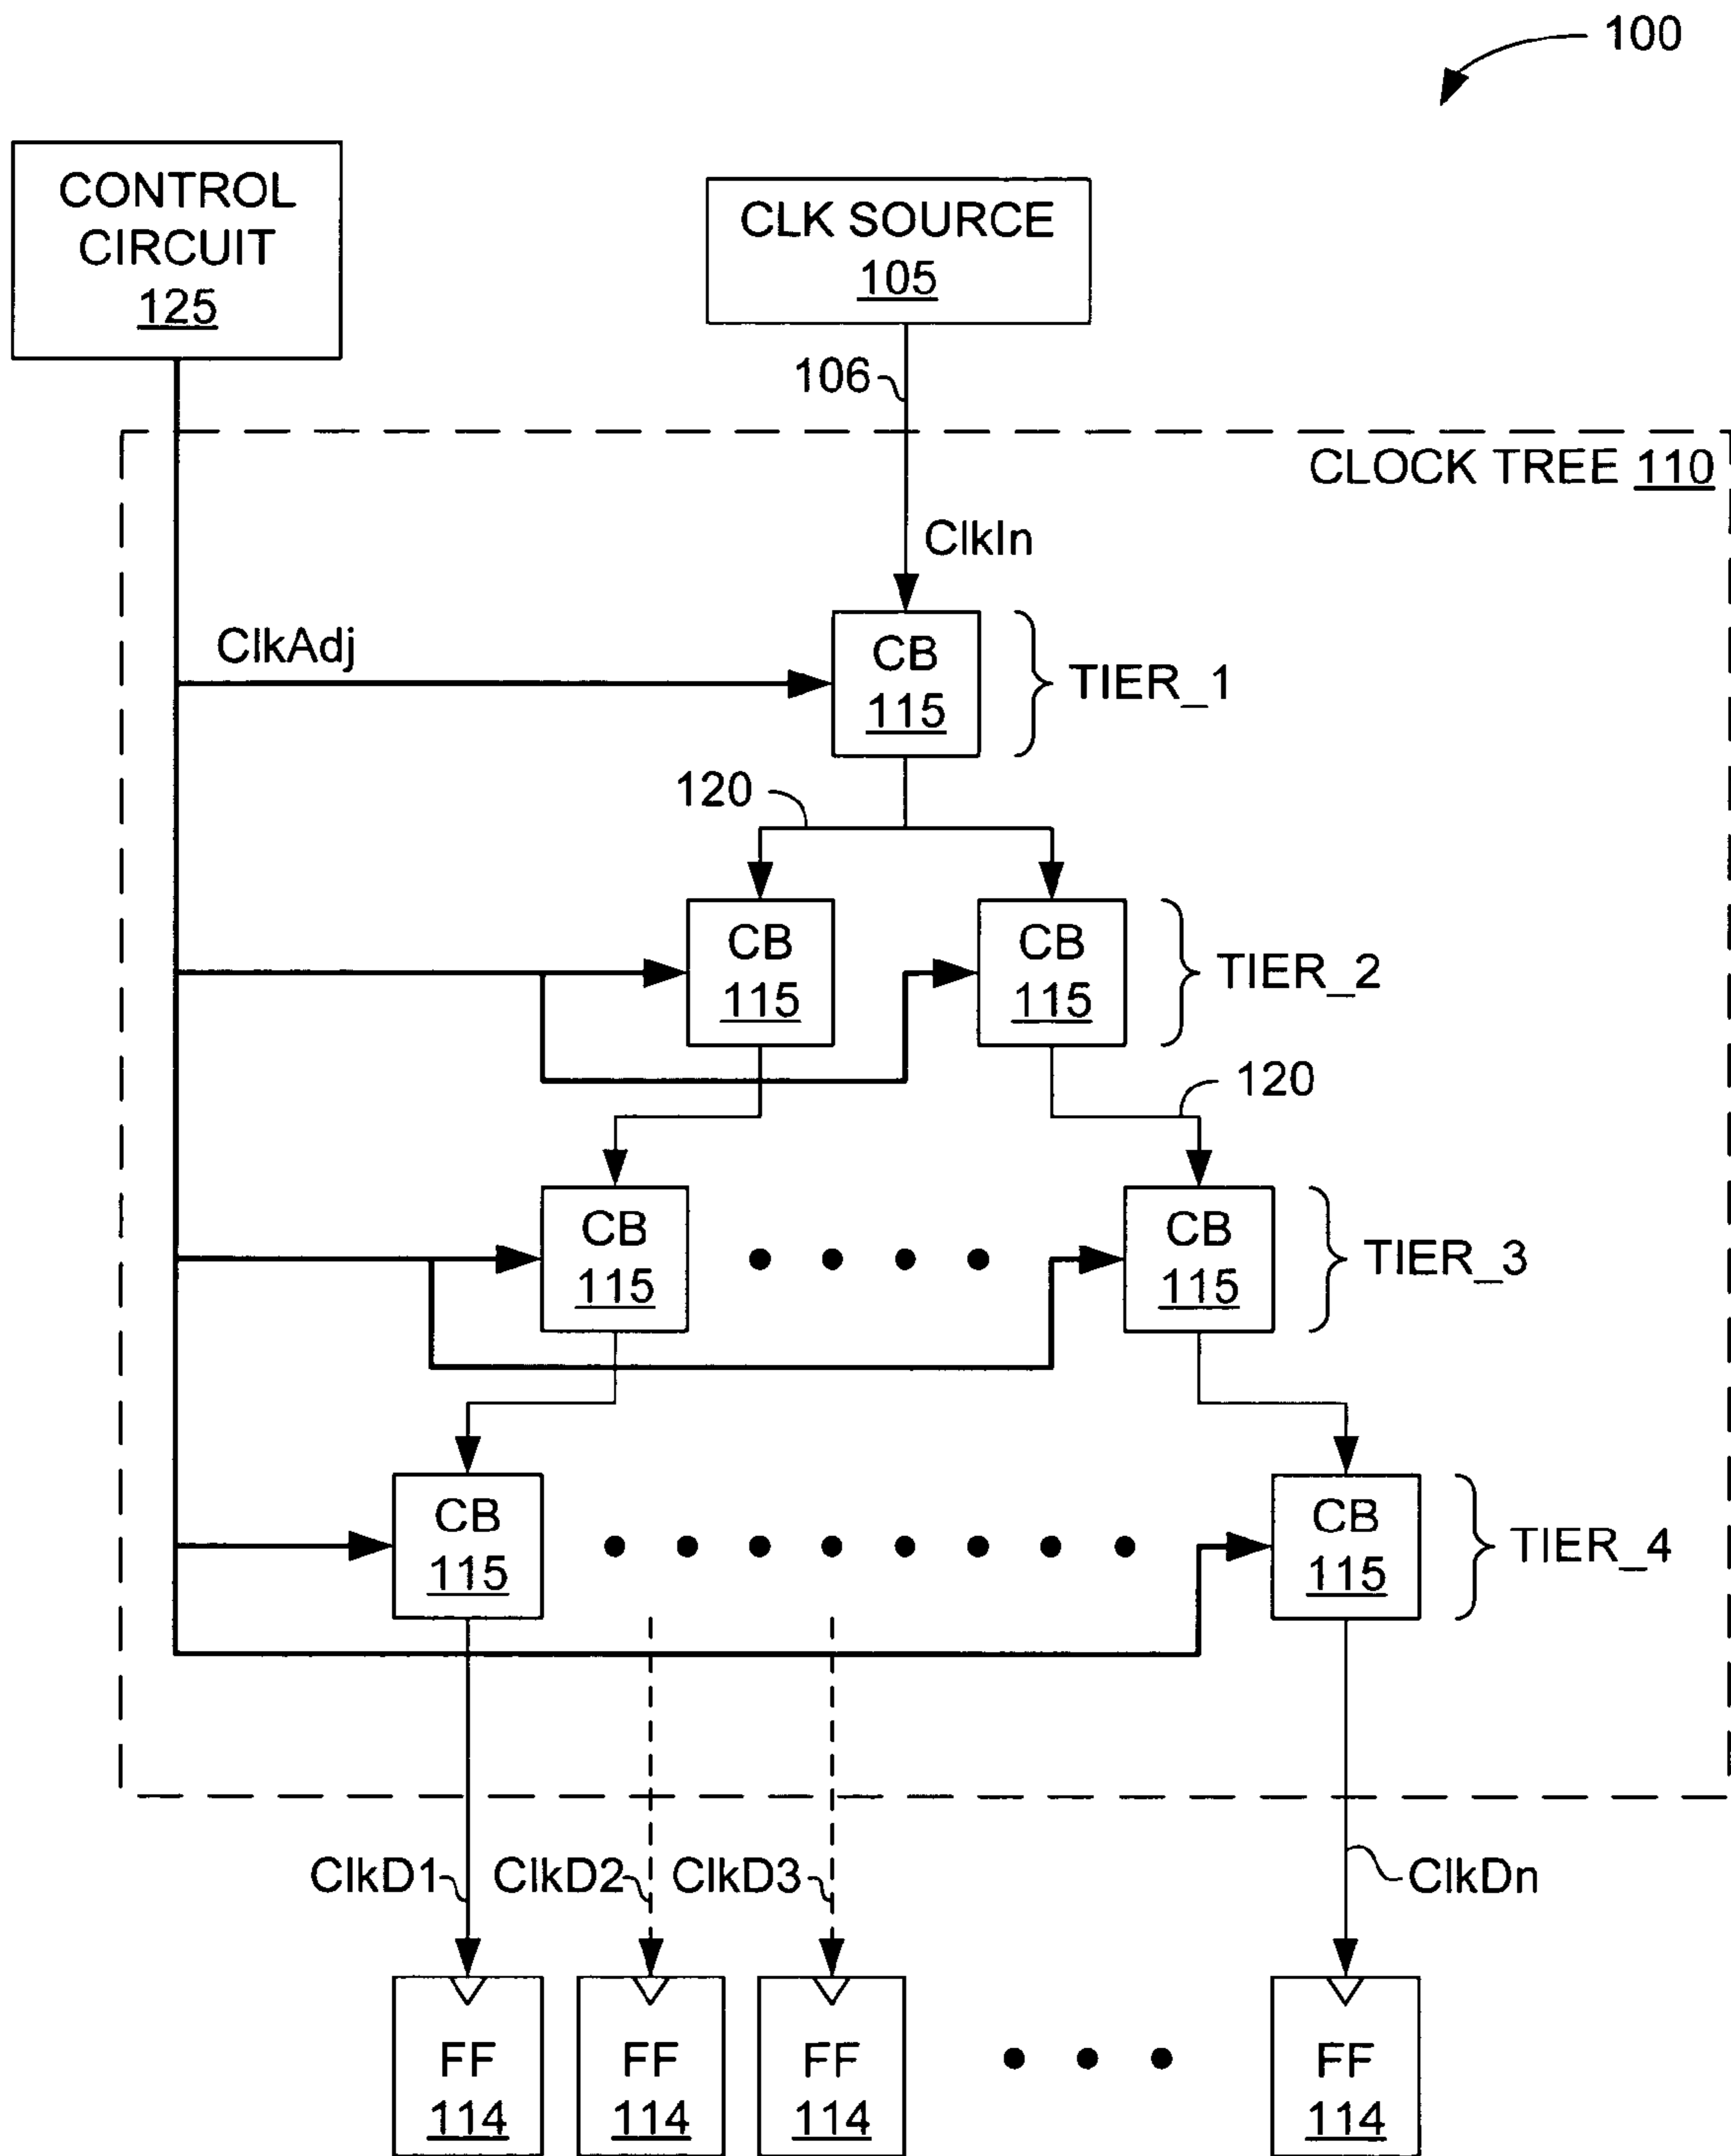 100
CONTROL
CIRCUIT
125
CLK SOURCE
105
106
CLOCK TREE 110
ClkIn
ClkAdj
CB
115
TIER_1
120
CB
115
CB
115
TIER_2
120
CB
115
CB
115
TIER_3
CB
115
CB
115
TIER_4
ClkD1
ClkD2
ClkD3
ClkDn
FF
114
FF
114
FF
114
FF
114